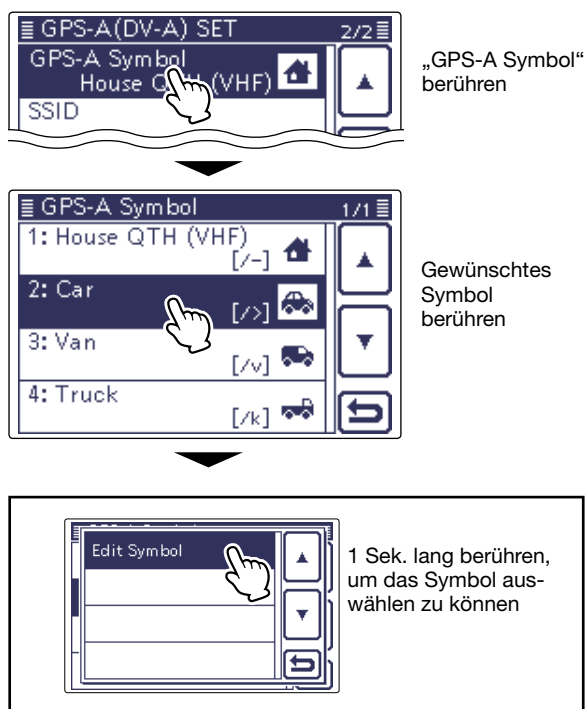 GPS-A(DV-A) SET 2/2
GPS-A Symbol
House Q (VHF)
SSID
„GPS-A Symbol“
berühren
GPS-A Symbol 1/1
1: House QTH (VHF)
[/-]
2: Car
[/>]
3: Van
[/v]
4: Truck
[/k]
Gewünschtes
Symbol
berühren
Edit Symbol
1 Sek. lang berühren,
um das Symbol aus-
wählen zu können